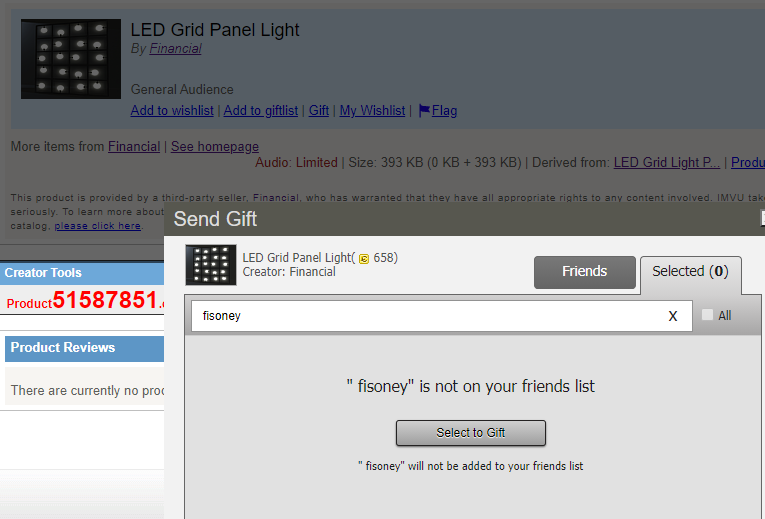 LED Grid Panel Light
By Financial
General Audience
Add to wishlist | Add to giftlist | Gift | My Wishlist | Flag
More items from Financial | See homepage
Audio: Limited | Size: 393 KB (0 KB + 393 KB) | Derived from: LED Grid Light P... | Produ
This product is provided by a third-party seller, Financial, who has warranted that they have all appropriate rights to any content involved. IMVU take
seriously. To learn more about
catalog, please click here.
Send Gift
LED Grid Panel Light( 658)
Creator: Financial
Friends
Selected (0)
Creator Tools
Product51587851.
fisoney X
All
Product Reviews
There are currently no proc
" fisoney" is not on your friends list
Select to Gift
" fisoney" will not be added to your friends list